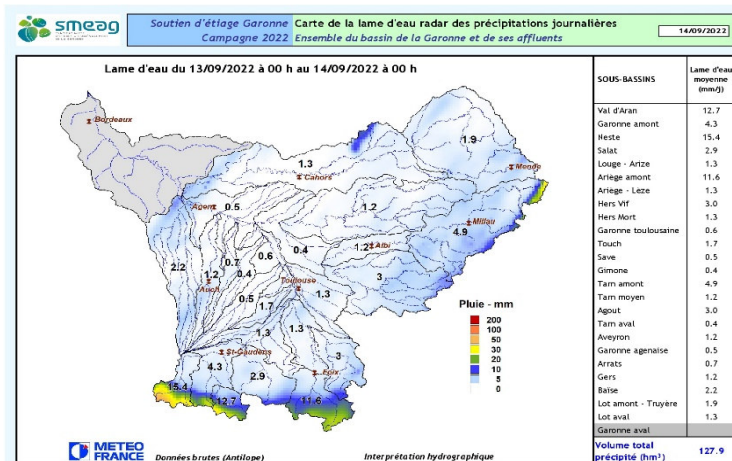 smeag
Soutien d'étiage Garonne
Campagne 2022
Carte de la lame d'eau radar des précipitations journalières
Ensemble du bassin de la Garonne et de ses affluents
14/09/2022
Lame d'eau du 13/09/2022 à 00 h au 14/09/2022 à 00 h
Bordeaux
1.9
1.3
Cahors
Mende
Agen
0.5
1.2
Millau
4.9
0.6
0.4
1.2
Albi
2.2
0.7
0.4
1.2
Auch
Toulouse
3
0.5
1.7
1.3
1.3
1.3
St-Gaudens
3
4.3
2.9
Foix
15.4
12.7
11.6
Pluie - mm
200
100
50
30
20
10
5
0
METEO
FRANCE
Données brutes (Antilope)
Interprétation hydrographique
SOUS-BASSINS Lame d'eau moyenne (mm/j)
Val d'Aran 12.7
Garonne amont 4.3
Neste 15.4
Salat 2.9
Louge - Arize 1.3
Ariège amont 11.6
Ariège - Lèze 1.3
Hers Vif 3.0
Hers Mort 1.3
Garonne toulousaine 0.6
Touch 1.7
Save 0.5
Gimone 0.4
Tarn amont 4.9
Tarn moyen 1.2
Agout 3.0
Tarn aval 0.4
Aveyron 1.2
Garonne agenaise 0.5
Arrats 0.7
Gers 1.2
Baïse 2.2
Lot amont - Truyère 1.9
Lot aval 1.3
Garonne aval
Volume total
précipité (hm³) 127.9